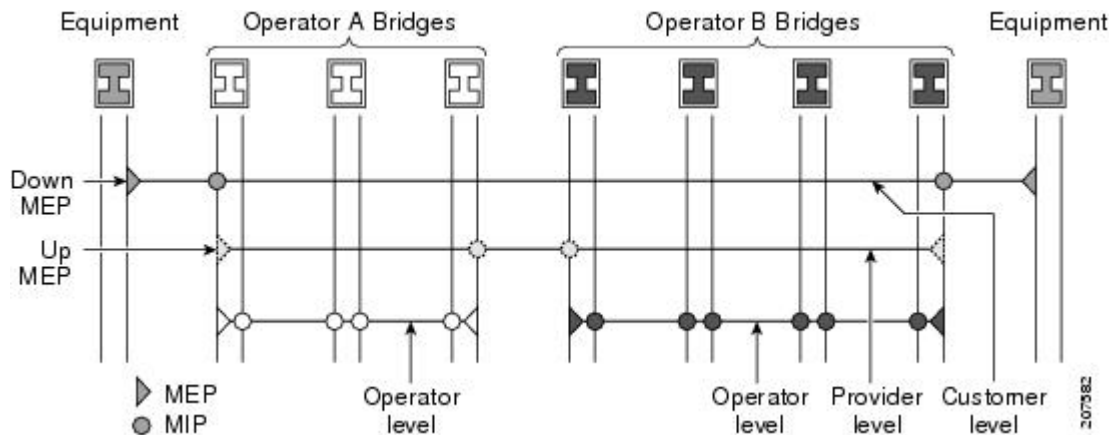 Equipment
Operator A Bridges
Operator B Bridges
Equipment
Down
MEP
Up
MEP
MEP
MIP
Operator
level
Operator
level
Provider
level
Customer
level
207582